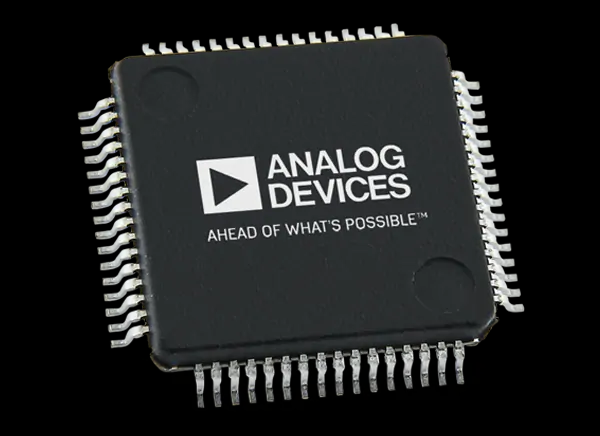 ANALOG
DEVICES
AHEAD OF WHAT'S POSSIBLE™